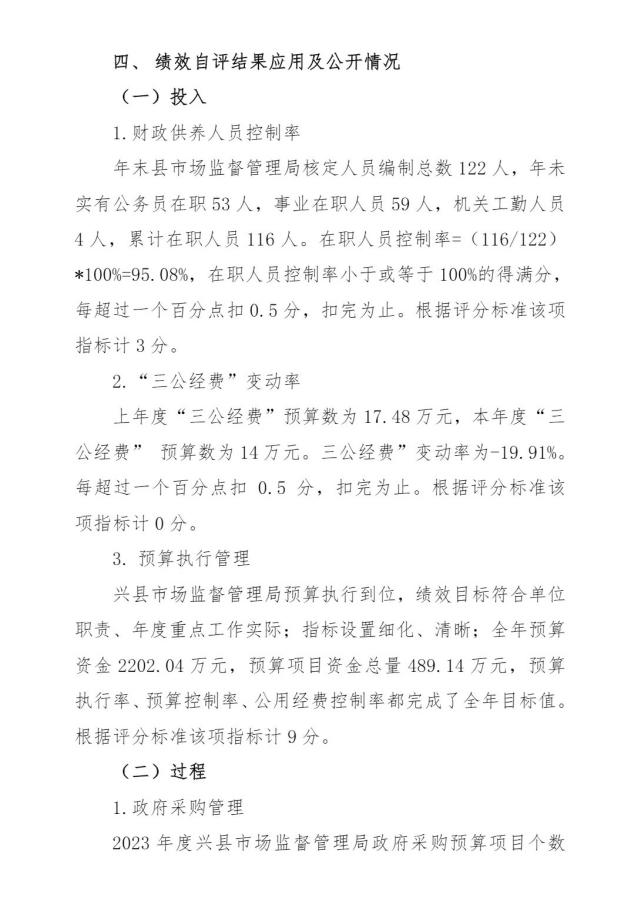 四、 绩效自评结果应用及公开情况
（一）投入
1.财政供养人员控制率
年末县市场监督管理局核定人员编制总数 122 人，年未
实有公务员在职 53 人，事业在职人员 59 人，机关工勤人员
4 人，累计在职人员 116 人。在职人员控制率=（116/122）
*100%=95.08%，在职人员控制率小于或等于 100%的得满分，
每超过一个百分点扣 0.5 分，扣完为止。根据评分标准该项
指标计 3 分。
2.“三公经费”变动率
上年度“三公经费”预算数为 17.48 万元，本年度“三
公经费” 预算数为 14 万元。三公经费”变动率为-19.91%。
每超过一个百分点扣 0.5 分，扣完为止。根据评分标准该
项指标计 0 分。
3. 预算执行管理
兴县市场监督管理局预算执行到位，绩效目标符合单位
职责、年度重点工作实际；指标设置细化、清晰；全年预算
资金 2202.04 万元，预算项目资金总量 489.14 万元，预算
执行率、预算控制率、公用经费控制率都完成了全年目标值。
根据评分标准该项指标计 9 分。
（二）过程
1.政府采购管理
2023 年度兴县市场监督管理局政府采购预算项目个数